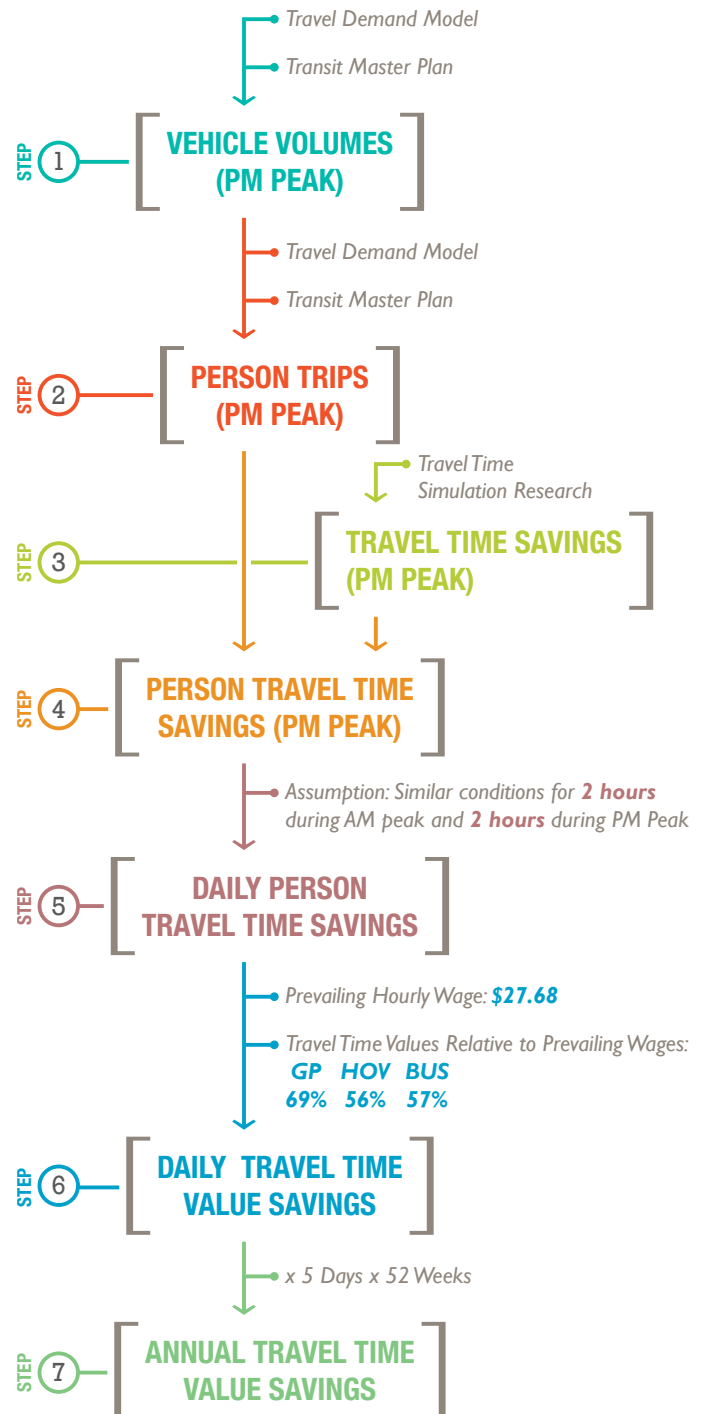 Travel Demand Model
Transit Master Plan
STEP 1
VEHICLE VOLUMES
(PM PEAK)
Travel Demand Model
Transit Master Plan
STEP 2
PERSON TRIPS
(PM PEAK)
Travel Time
Simulation Research
STEP 3
TRAVEL TIME SAVINGS
(PM PEAK)
STEP 4
PERSON TRAVEL TIME
SAVINGS (PM PEAK)
Assumption: Similar conditions for 2 hours
during AM peak and 2 hours during PM Peak
STEP 5
DAILY PERSON
TRAVEL TIME SAVINGS
Prevailing Hourly Wage: $27.68
Travel Time Values Relative to Prevailing Wages:
GP HOV BUS
69% 56% 57%
STEP 6
DAILY TRAVEL TIME
VALUE SAVINGS
x 5 Days x 52 Weeks
STEP 7
ANNUAL TRAVEL TIME
VALUE SAVINGS